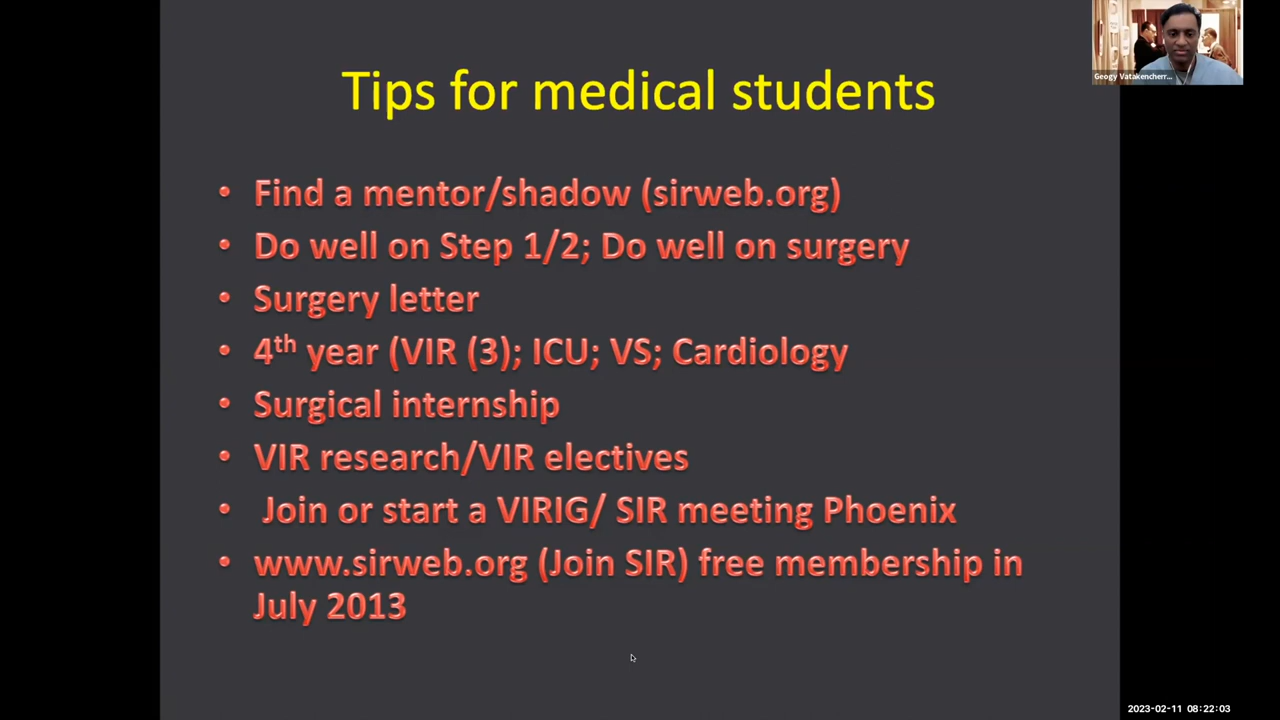 Tips for medical students
Geogy Vatakencherr...
• Find a mentor/shadow (sirweb.org)
• Do well on Step 1/2; Do well on surgery
• Surgery letter
• 4th year (VIR (3); ICU; VS; Cardiology
• Surgical internship
• VIR research/VIR electives
• Join or start a VIRIG/ SIR meeting Phoenix
• www.sirweb.org (Join SIR) free membership in
July 2013
2023-02-11 08:22:03